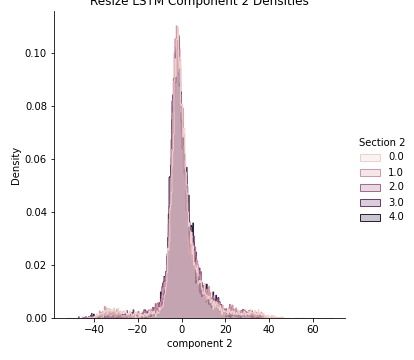 Resize LSTM Component 2 Densities
0.10
0.08
0.06
0.04
0.02
0.00
Density
−40 −20 0 20 40 60
component 2
Section 2
0.0
1.0
2.0
3.0
4.0